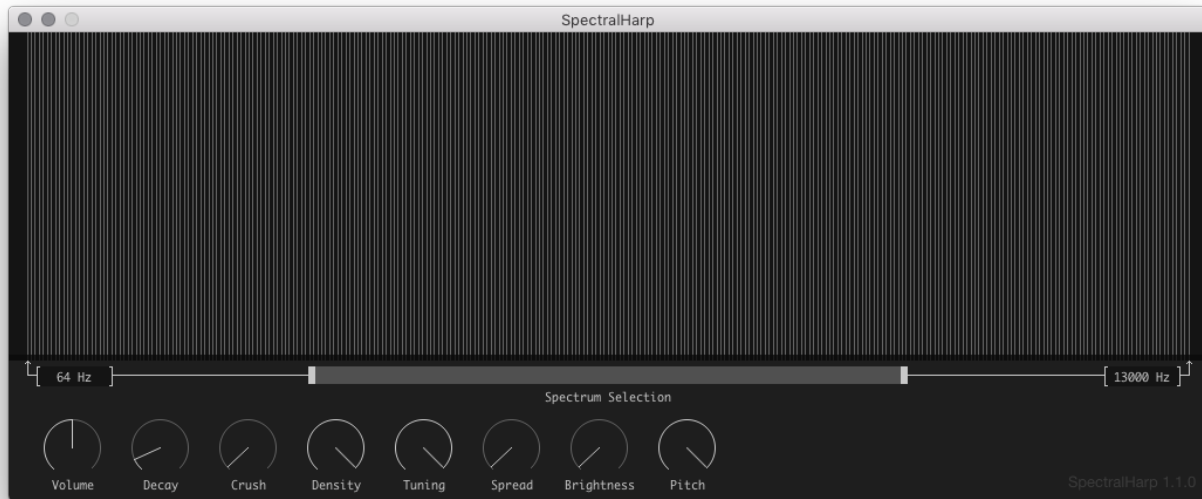 SpectralHarp
64 Hz
13000 Hz
Spectrum Selection
Volume Decay Crush Density Tuning Spread Brightness Pitch
SpectralHarp 1.1.0